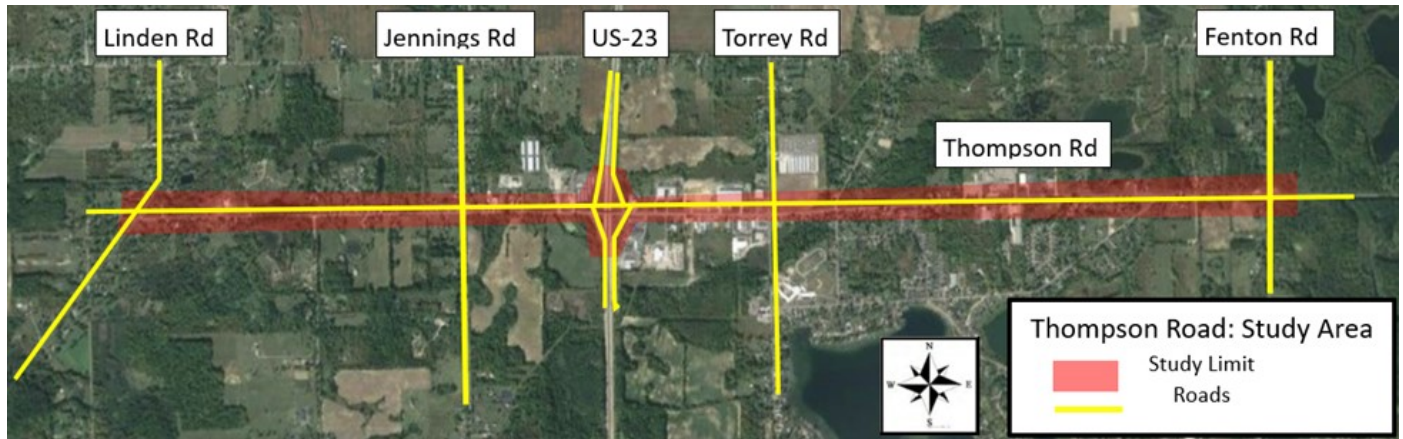 Linden Rd
Jennings Rd
US-23
Torrey Rd
Fenton Rd
Thompson Rd
Thompson Road: Study Area
Study Limit
Roads
N
W E
S